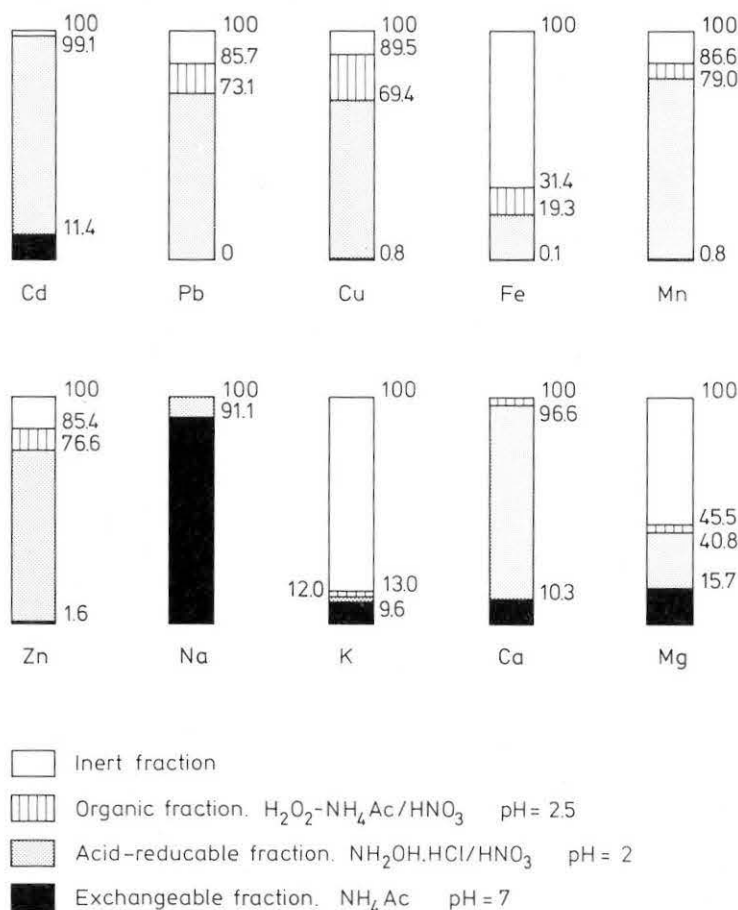 100 100 100 100 100
99.1 85.7 89.5 86.6
73.1 69.4 79.0
31.4
19.3
11.4
0 0.8 0.1 0.8
Cd Pb Cu Fe Mn
100 100 100 100 100
85.4 91.1 96.6
76.6
45.5
40.8
15.7
1.6 12.0 13.0 10.3
9.6
Zn Na K Ca Mg
Inert fraction
Organic fraction. H₂O₂-NH₄Ac/HNO₃ pH = 2.5
Acid-reducable fraction. NH₂OH.HCl/HNO₃ pH = 2
Exchangeable fraction. NH₄Ac pH = 7